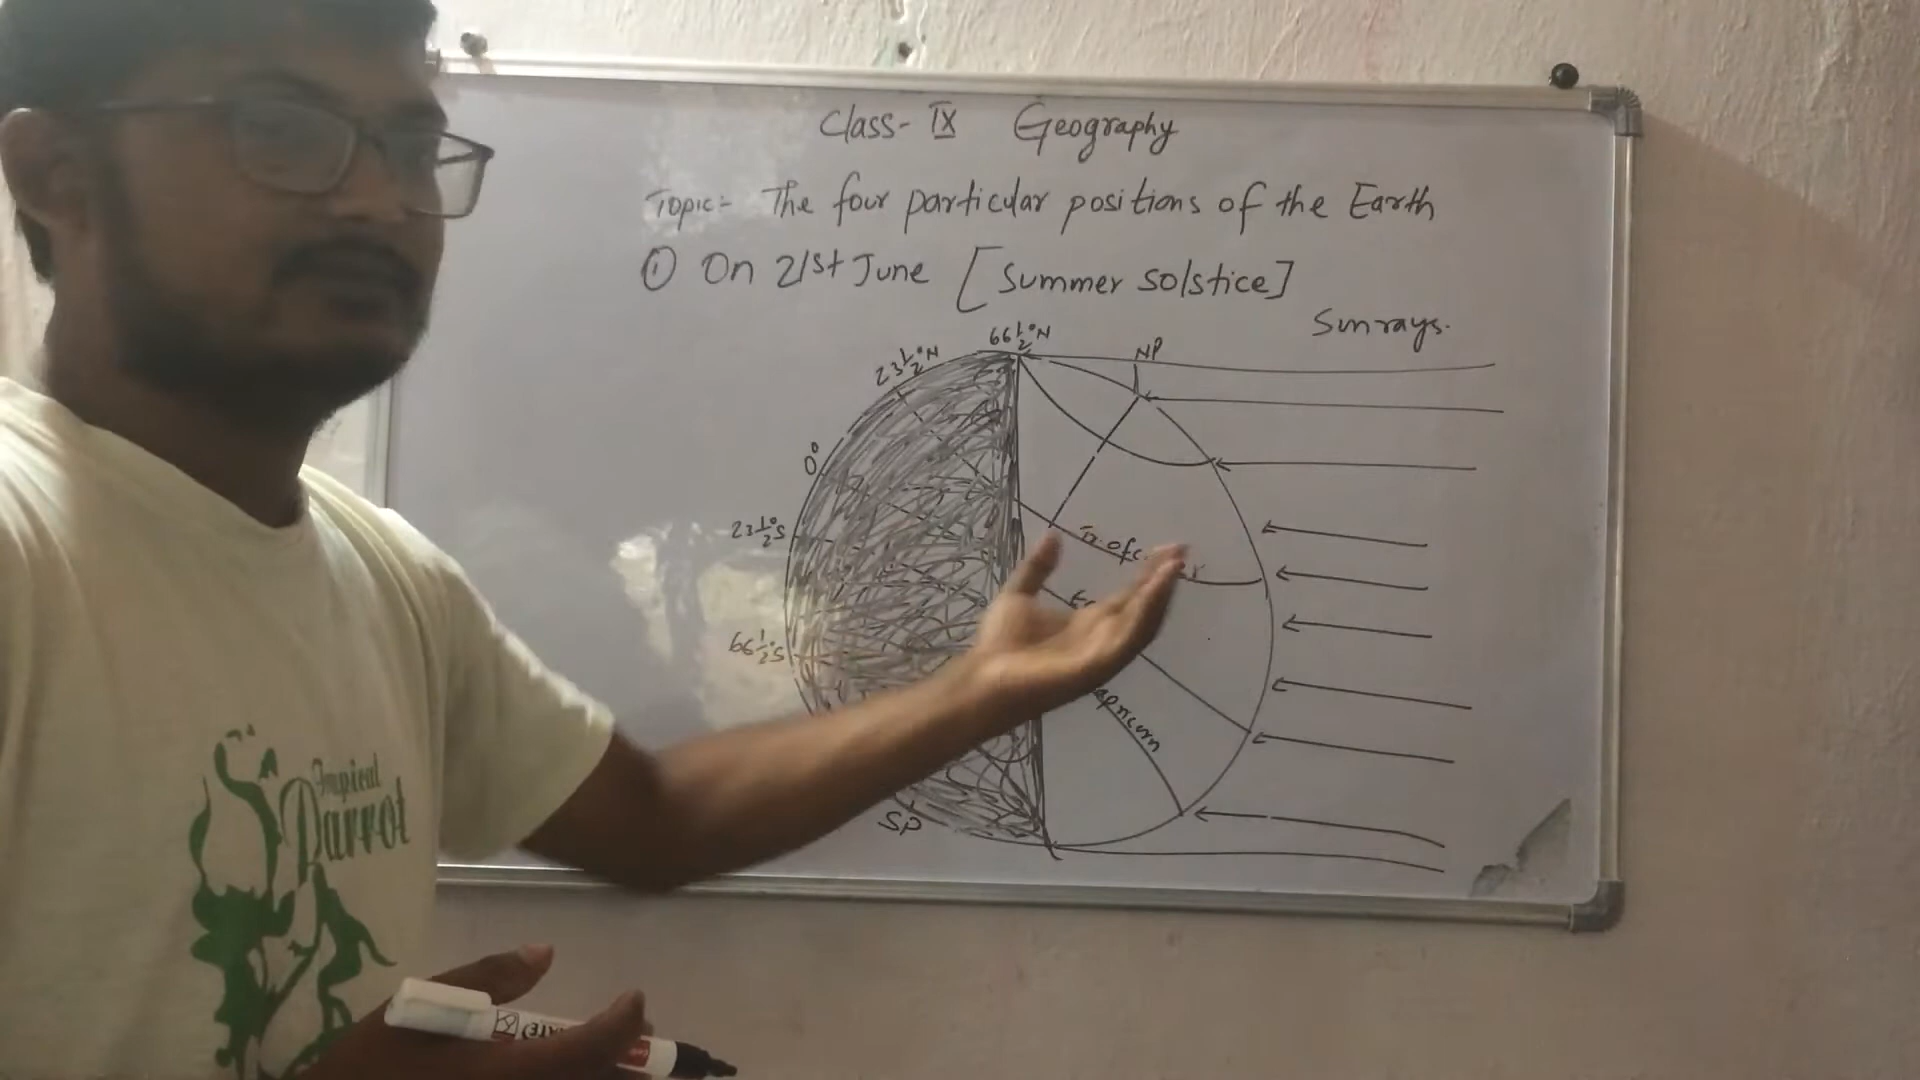 Class- IX Geography
Topic:- The four particular positions of the Earth
① On 21st June [Summer solstice]
Sunrays.
66½°N
NP
23½°N
0°
23½°S
Tr. of c
66½°S
apricorn
SP
Tropical
Parrot